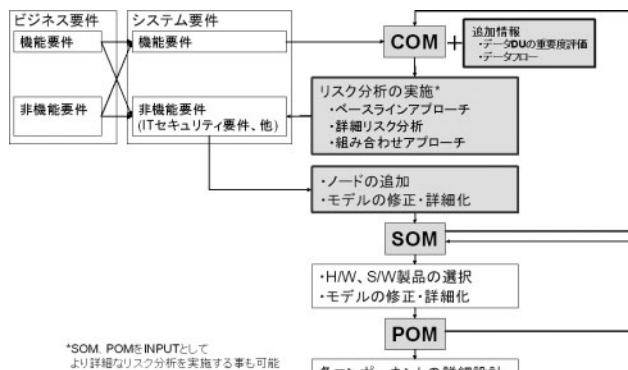 ビジネス要件
機能要件
非機能要件
システム要件
機能要件
非機能要件
(ITセキュリティ要件、他)
COM
+
追加情報
・データDUの重要度評価
・データフロー
リスク分析の実施*
・ベースラインアプローチ
・詳細リスク分析
・組み合わせアプローチ
・ノードの追加
・モデルの修正・詳細化
SOM
・H/W、S/W製品の選択
・モデルの修正・詳細化
POM
*SOM, POMをINPUTとして
より詳細なリスク分析を実施する事も可能